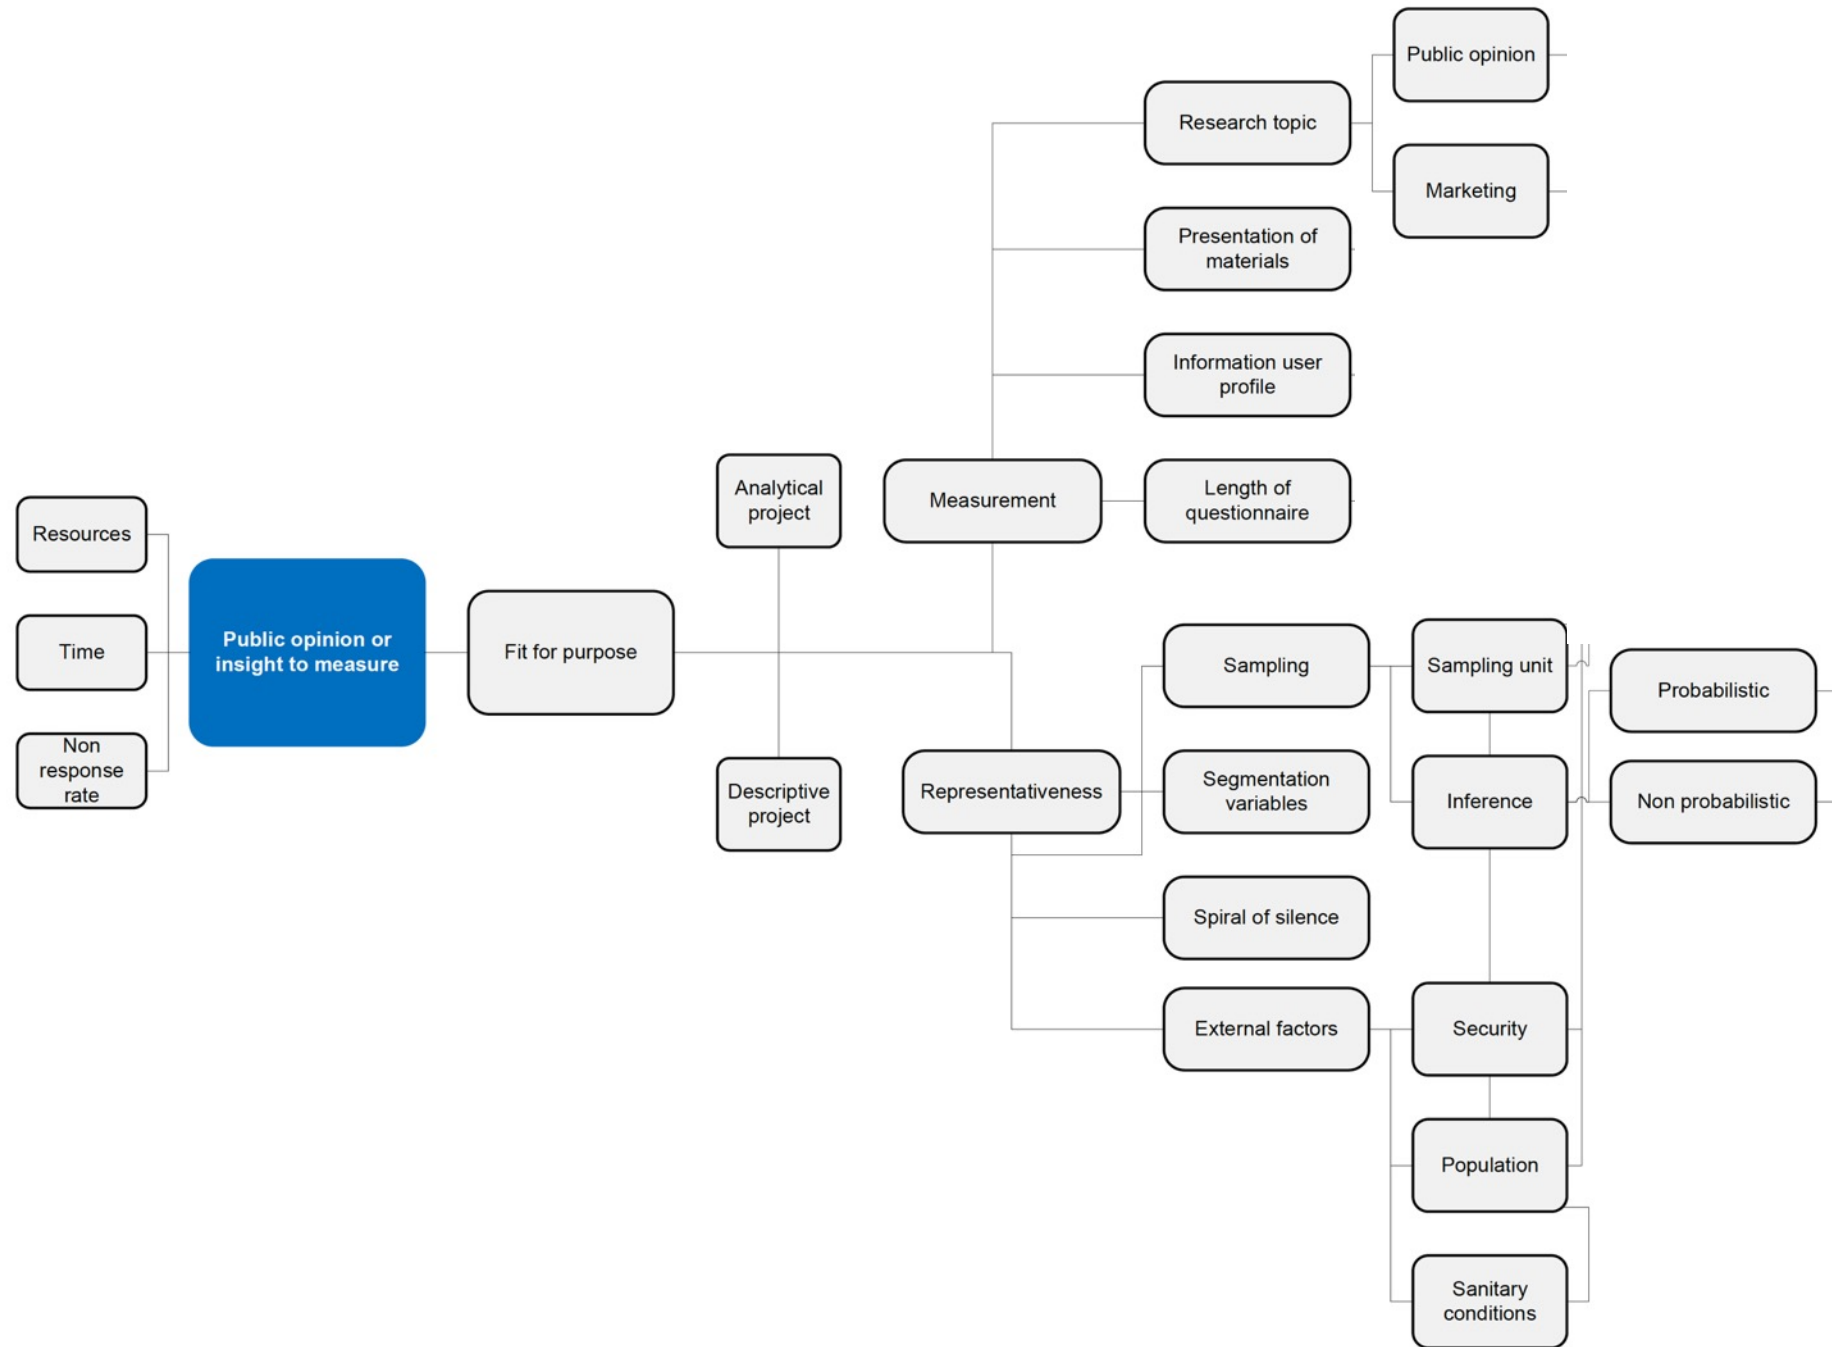 Public opinion
Research topic
Marketing
Presentation of
materials
Information user
profile
Analytical
project
Measurement
Length of
questionnaire
Resources
Time
Non
response
rate
Public opinion or
insight to measure
Fit for purpose
Descriptive
project
Representativeness
Sampling
Sampling unit
Probabilistic
Segmentation
variables
Inference
Non probabilistic
Spiral of silence
External factors
Security
Population
Sanitary
conditions